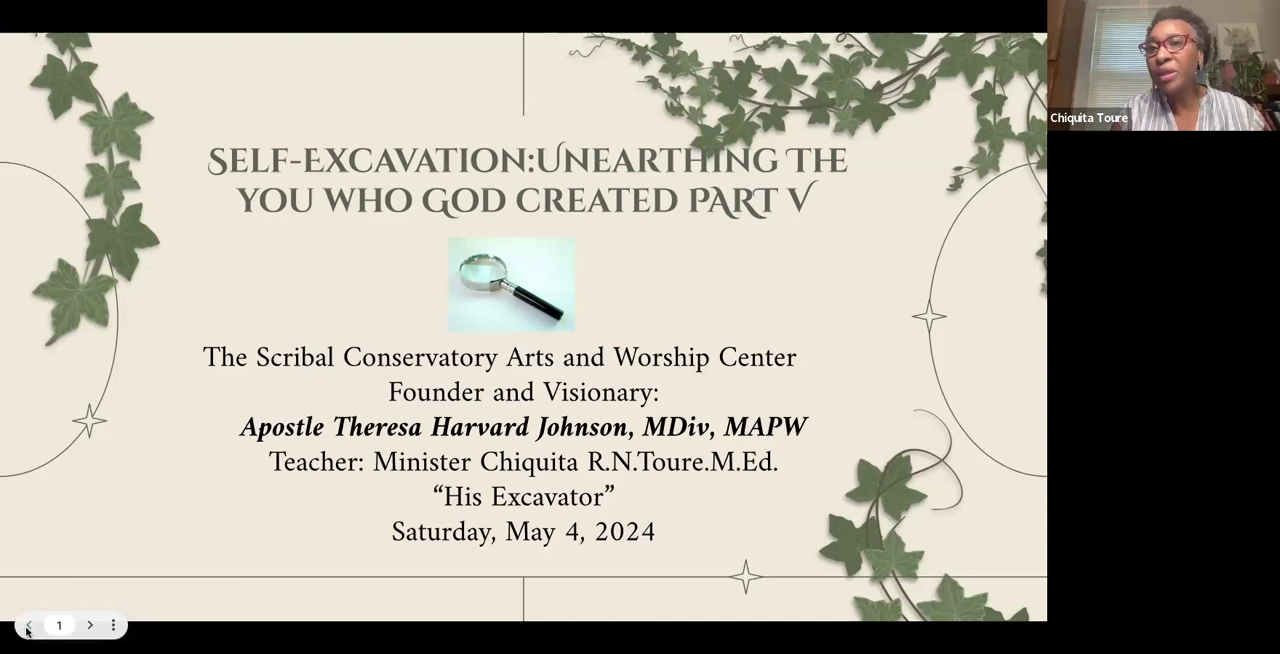 Self-Excavation:Unearthing The
You who God created Part V
The Scribal Conservatory Arts and Worship Center
Founder and Visionary:
Apostle Theresa Harvard Johnson, MDiv, MAPW
Teacher: Minister Chiquita R.N.Toure.M.Ed.
“His Excavator”
Saturday, May 4, 2024
Chiquita Toure
1